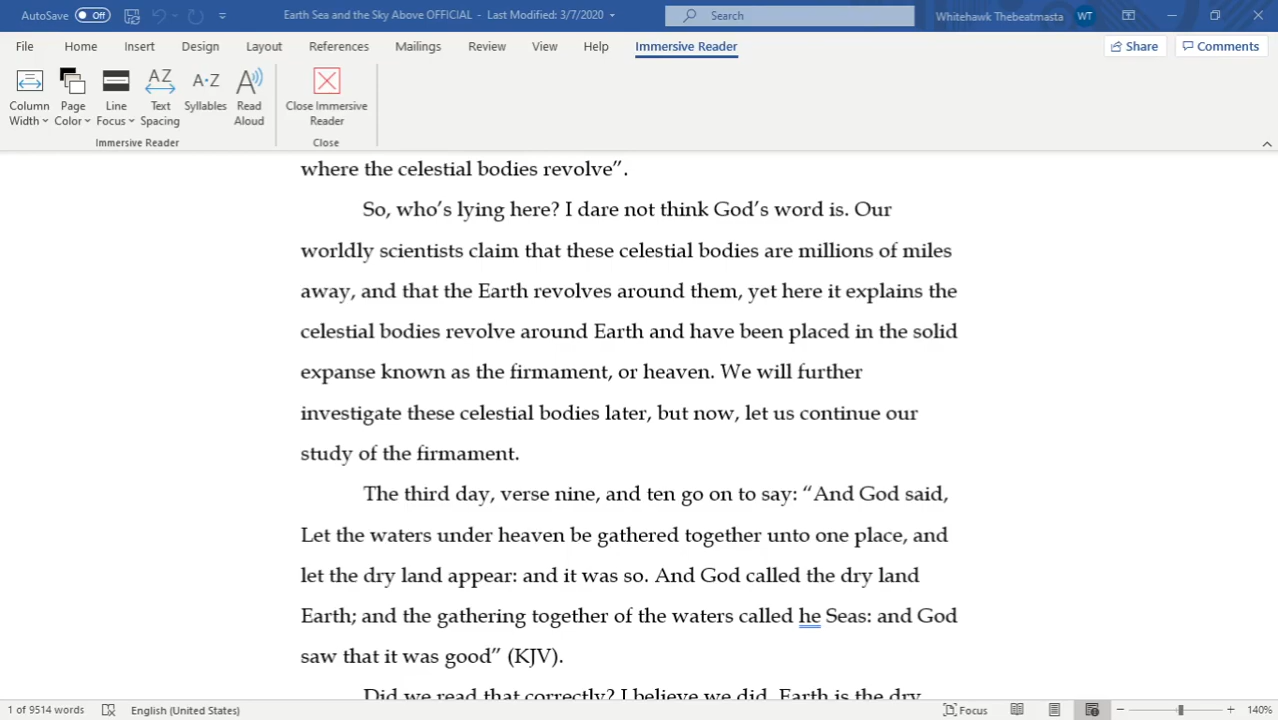 AutoSave Off Earth Sea and the Sky Above OFFICIAL - Last Modified: 3/7/2020 Search Whitehawk Thebeatmasta WT
File Home Insert Design Layout References Mailings Review View Help Immersive Reader Share Comments
Column Width Page Color Line Focus Text Spacing Syllables Read Aloud Close Immersive Reader
Immersive Reader Close
where the celestial bodies revolve”.
So, who’s lying here? I dare not think God’s word is. Our
worldly scientists claim that these celestial bodies are millions of miles
away, and that the Earth revolves around them, yet here it explains the
celestial bodies revolve around Earth and have been placed in the solid
expanse known as the firmament, or heaven. We will further
investigate these celestial bodies later, but now, let us continue our
study of the firmament.
The third day, verse nine, and ten go on to say: “And God said,
Let the waters under heaven be gathered together unto one place, and
let the dry land appear: and it was so. And God called the dry land
Earth; and the gathering together of the waters called he Seas: and God
saw that it was good” (KJV).
Did we read that correctly? I believe we did. Earth is the dry
1 of 9514 words English (United States) Focus 140%